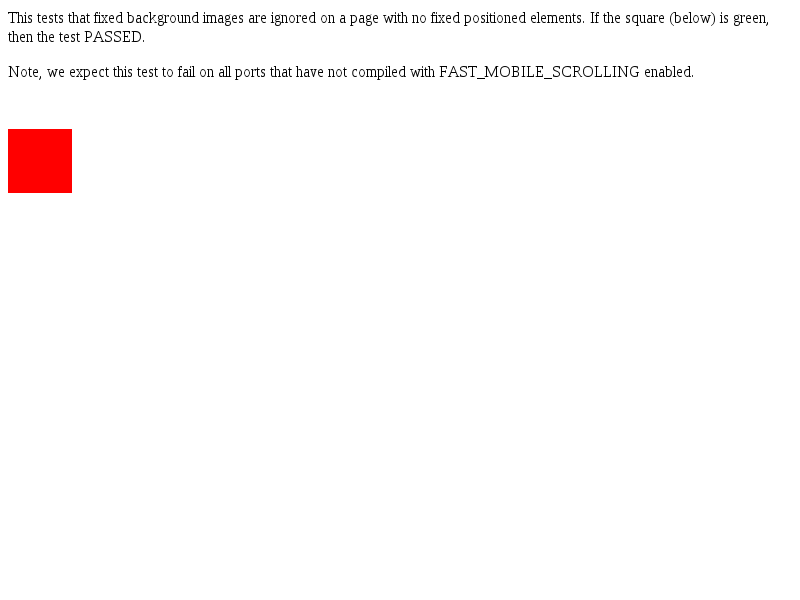 This tests that fixed background images are ignored on a page with no fixed positioned elements. If the square (below) is green,
then the test PASSED.
Note, we expect this test to fail on all ports that have not compiled with FAST_MOBILE_SCROLLING enabled.